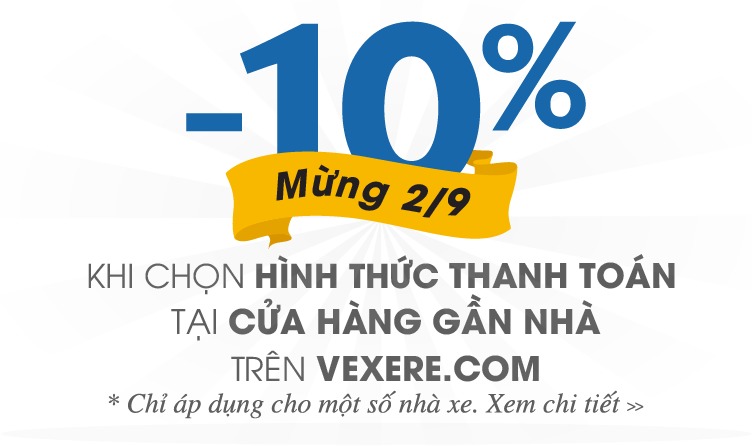 -10%
Mừng 2/9
KHI CHỌN HÌNH THỨC THANH TOÁN
TẠI CỬA HÀNG GẦN NHÀ
TRÊN VEXERE.COM
* Chỉ áp dụng cho một số nhà xe. Xem chi tiết >>